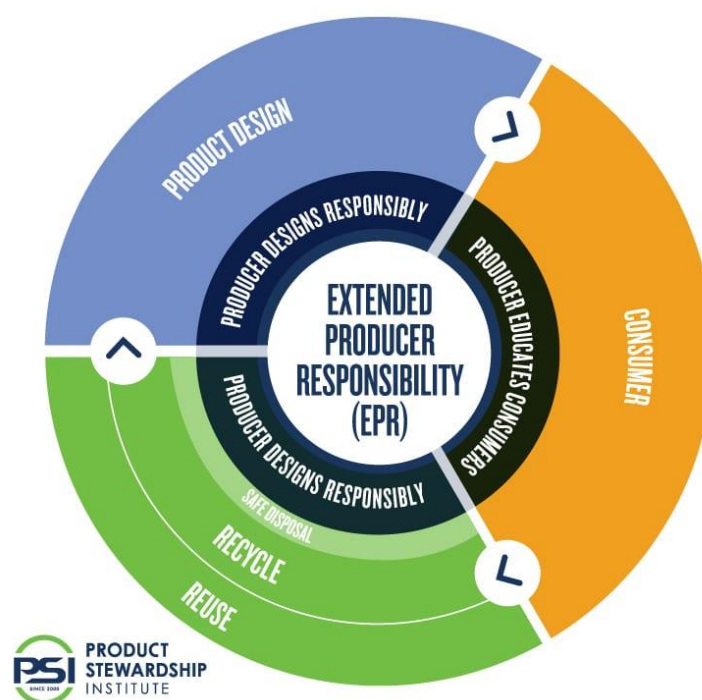 PRODUCT DESIGN
PRODUCER DESIGNS RESPONSIBLY
EXTENDED
PRODUCER
RESPONSIBILITY
(EPR)
PRODUCER EDUCATES CONSUMERS
CONSUMER
PRODUCER DESIGNS RESPONSIBLY
SAFE DISPOSAL
RECYCLE
REUSE
PSI
SINCE 2000
PRODUCT
STEWARDSHIP
INSTITUTE